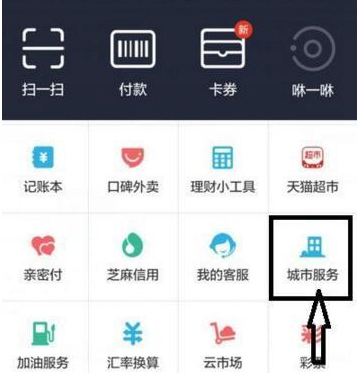 新
扫一扫 付款 卡券 咻一咻
超市
记账本 口碑外卖 理财小工具 天猫超市
亲密付 芝麻信用 我的客服 城市服务
加油服务 汇率换算 云市场 彩票